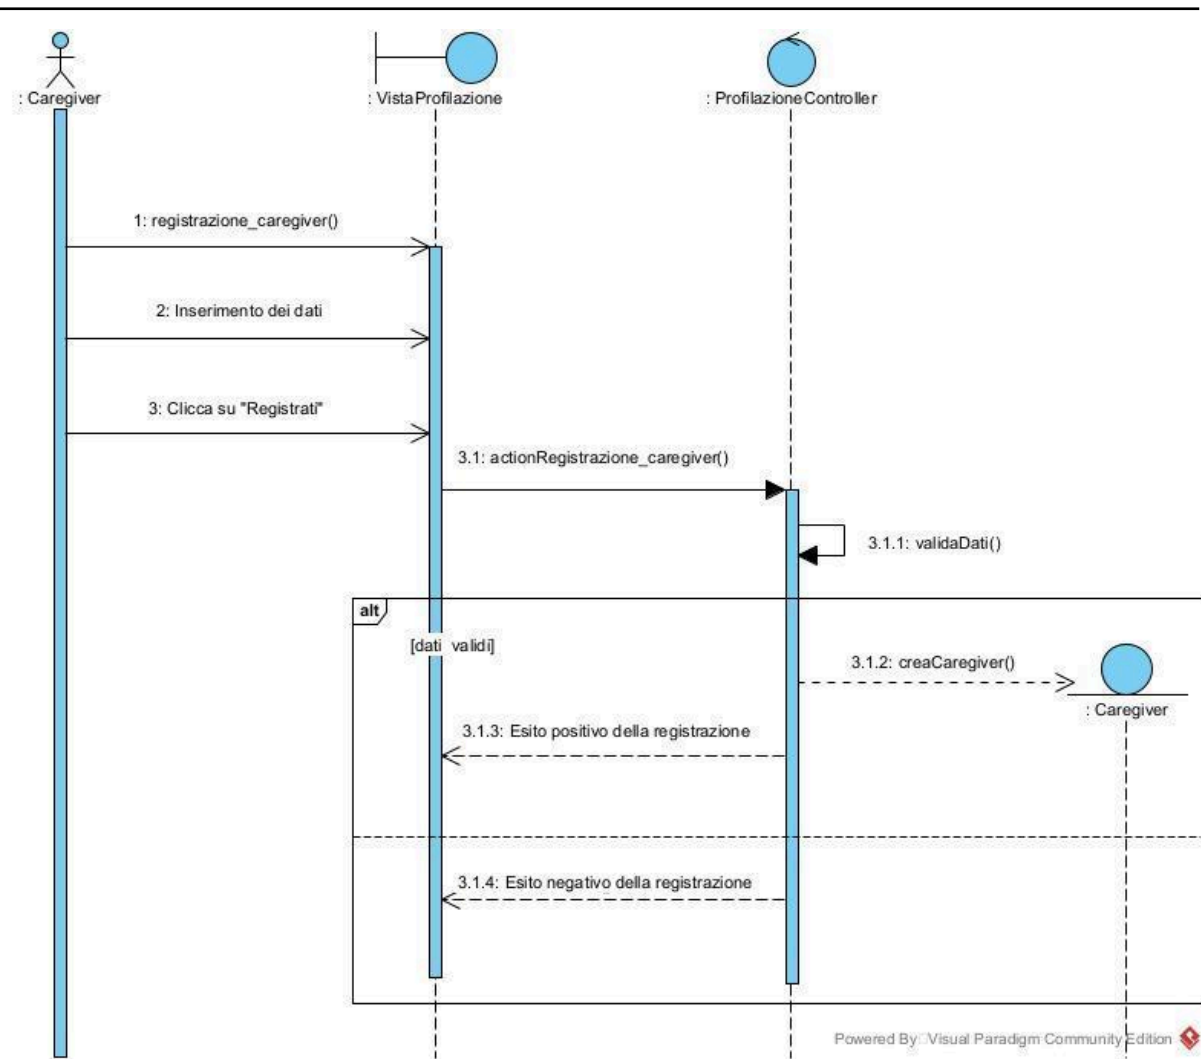 : Caregiver
: VistaProfilazione
: ProfilazioneController
1: registrazione_caregiver()
2: Inserimento dei dati
3: Clicca su "Registrati"
3.1: actionRegistrazione_caregiver()
3.1.1: validaDati()
alt
[dati validi]
3.1.2: creaCaregiver()
: Caregiver
3.1.3: Esito positivo della registrazione
3.1.4: Esito negativo della registrazione
Powered By Visual Paradigm Community Edition